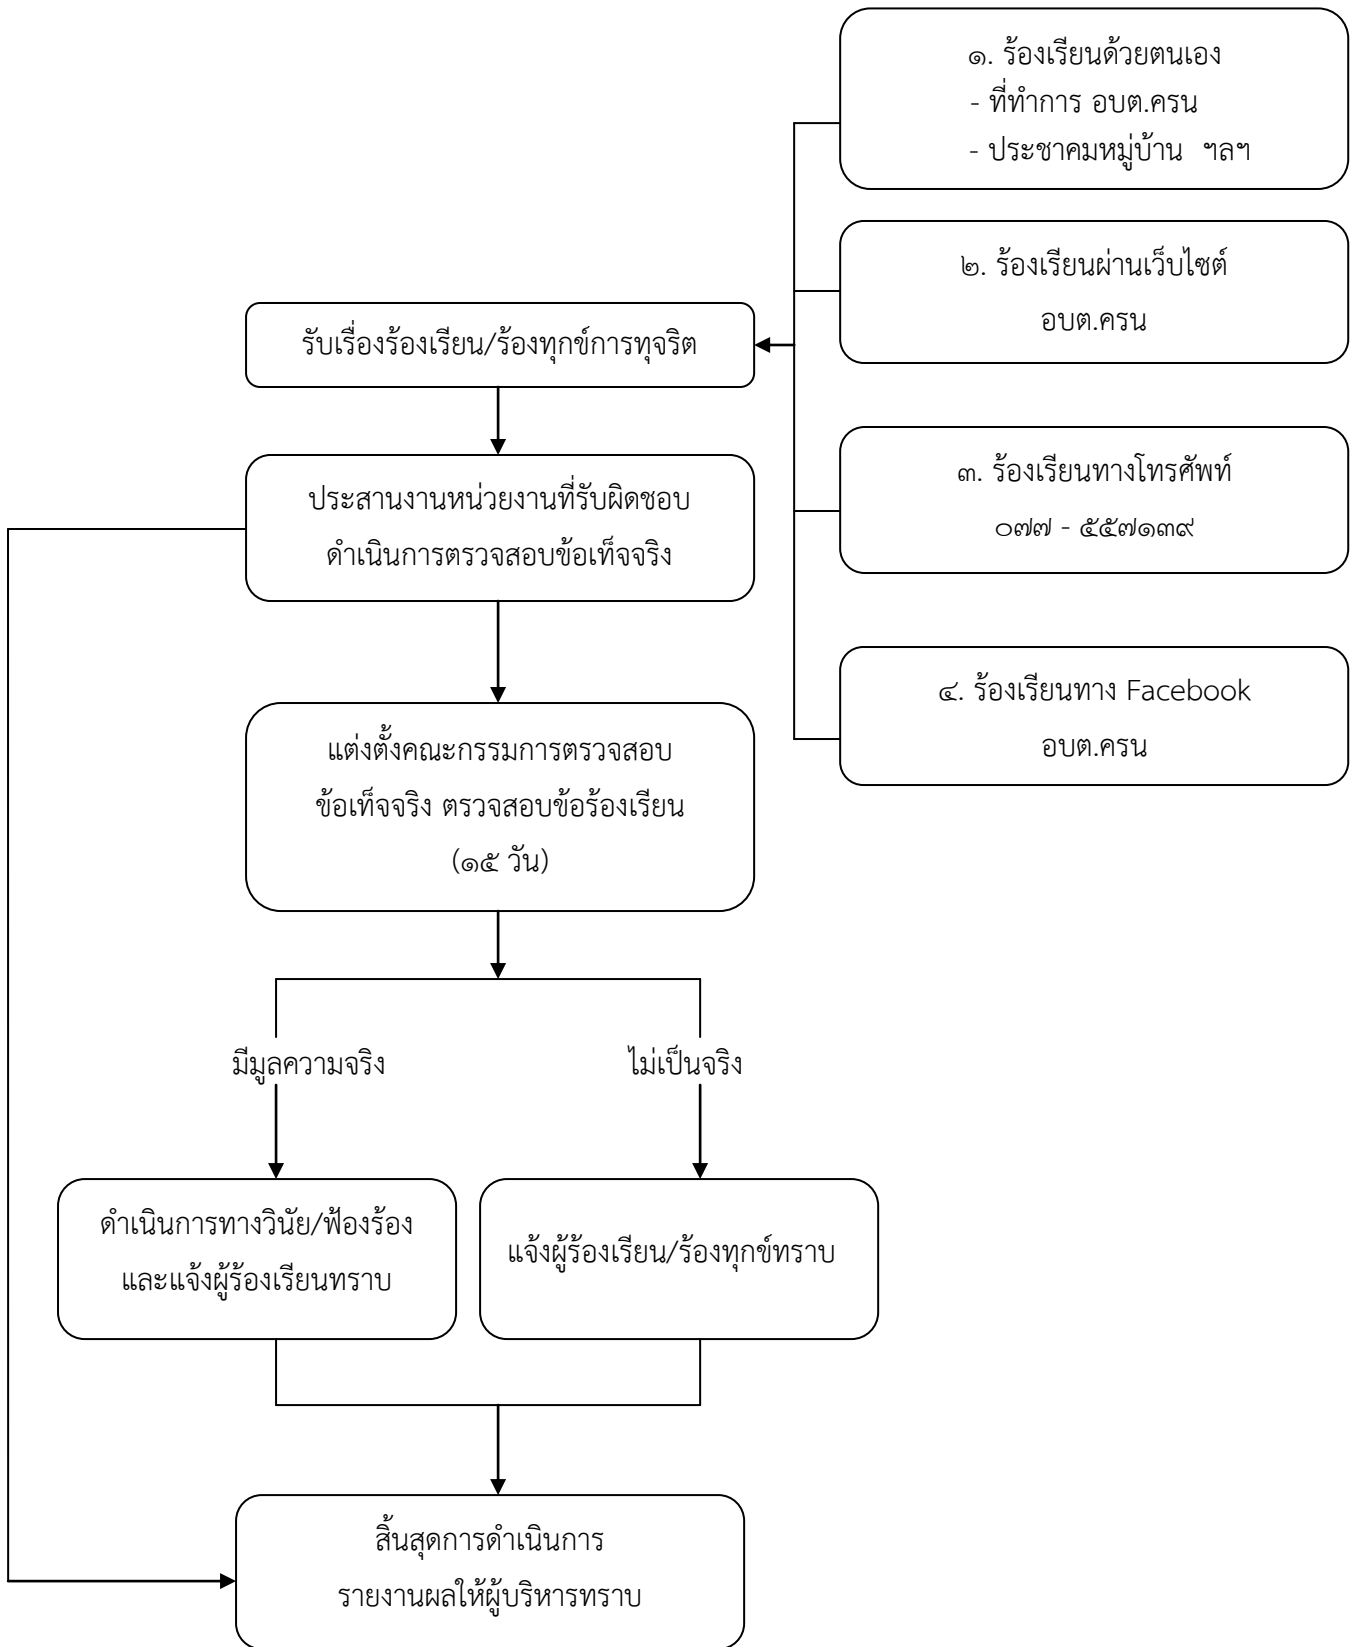 ๑. ร้องเรียนด้วยตนเอง
- ที่ทำการ อบต.ครน
- ประชาคมหมู่บ้าน ฯลฯ
๒. ร้องเรียนผ่านเว็บไซต์
อบต.ครน
๓. ร้องเรียนทางโทรศัพท์
๐๗๗ - ๕๕๗๑๓๙
๔. ร้องเรียนทาง Facebook
อบต.ครน
รับเรื่องร้องเรียน/ร้องทุกข์การทุจริต
ประสานงานหน่วยงานที่รับผิดชอบ
ดำเนินการตรวจสอบข้อเท็จจริง
แต่งตั้งคณะกรรมการตรวจสอบ
ข้อเท็จจริง ตรวจสอบข้อร้องเรียน
(๑๕ วัน)
มีมูลความจริง
ไม่เป็นจริง
ดำเนินการทางวินัย/ฟ้องร้อง
และแจ้งผู้ร้องเรียนทราบ
แจ้งผู้ร้องเรียน/ร้องทุกข์ทราบ
สิ้นสุดการดำเนินการ
รายงานผลให้ผู้บริหารทราบ